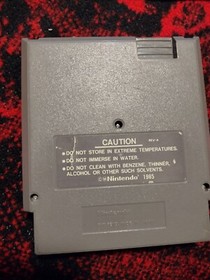 CAUTION
•DO NOT STORE IN EXTREME TEMPERATURES.
•DO NOT IMMERSE IN WATER.
•DO NOT CLEAN WITH BENZENE, THINNER,
ALCOHOL OR OTHER SUCH SOLVENTS.
©Nintendo 1985